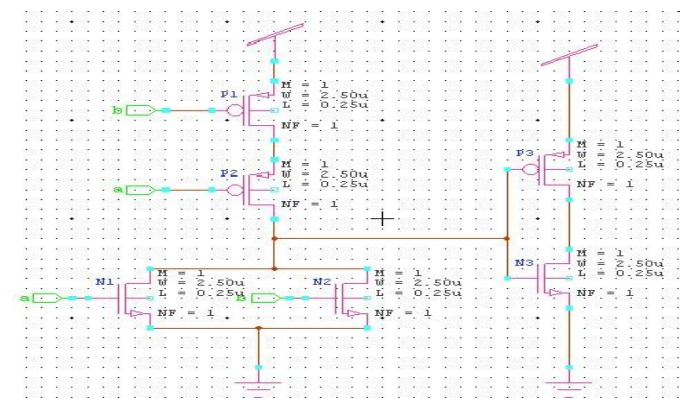 M = 1
P1
W = 2.50u
b
L = 0.25u
NF = 1
M = 1
P3
W = 2.50u
L = 0.25u
NF = 1
M = 1
P2
W = 2.50u
a
L = 0.25u
NF = 1
M = 1
N1
W = 2.50u
a
L = 0.25u
NF = 1
M = 1
N2
W = 2.50u
L = 0.25u
NF = 1
M = 1
N3
W = 2.50u
L = 0.25u
NF = 1